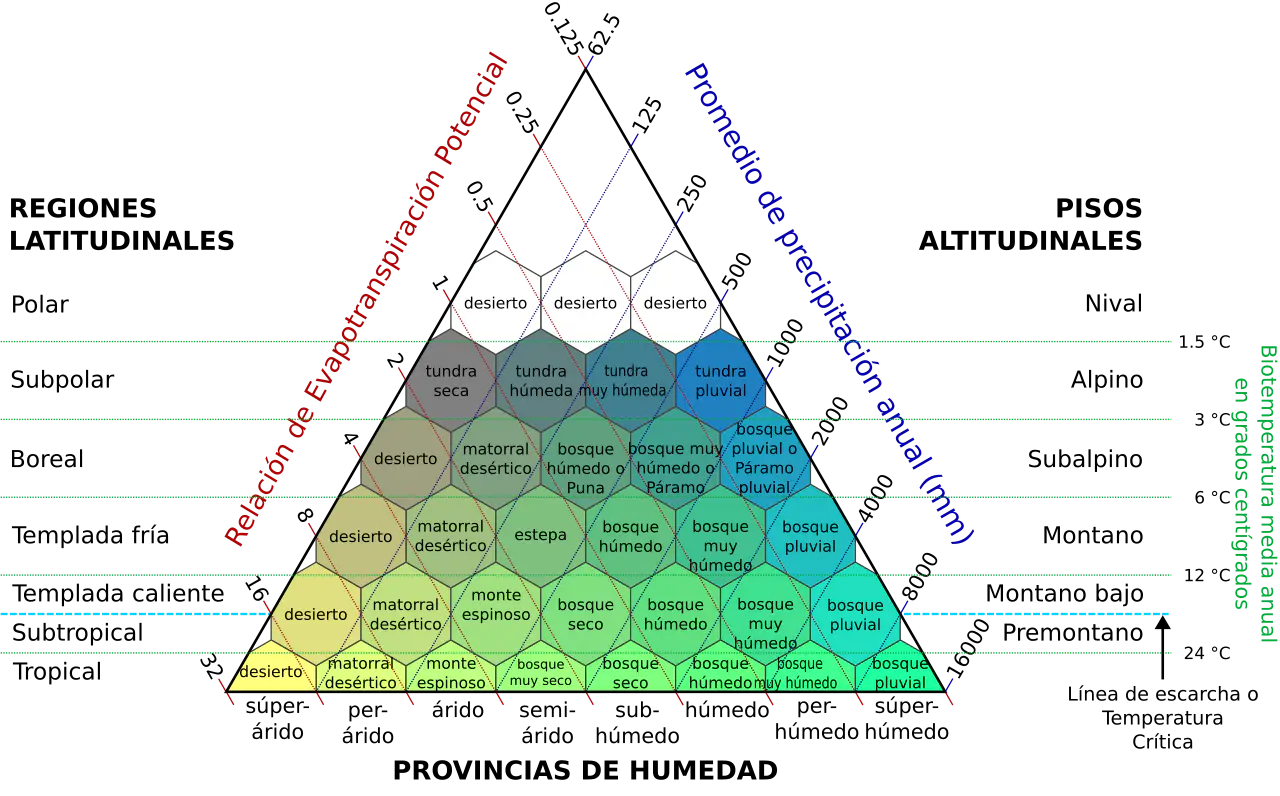 0.125
62.5
0.25
125
0.5
250
1
500
2
1000
4
2000
8
4000
16
8000
32
16000
Relación de Evapotranspiración Potencial
Promedio de precipitación anual (mm)
REGIONES
LATITUDINALES
Polar
Subpolar
Boreal
Templada fría
Templada caliente
Subtropical
Tropical
PISOS
ALTITUDINALES
Nival
Alpino
Subalpino
Montano
Montano bajo
Premontano
1.5 °C
3 °C
6 °C
12 °C
24 °C
Biotemperatura media anual
en grados centígrados
Línea de escarcha o
Temperatura
Crítica
desierto
desierto
desierto
tundra
seca
tundra
húmeda
tundra
muy húmeda
tundra
pluvial
desierto
matorral
desértico
bosque
húmedo o
Puna
bosque muy
húmedo o
Páramo
bosque
pluvial o
Páramo
pluvial
desierto
matorral
desértico
estepa
bosque
húmedo
bosque
muy
húmedo
bosque
pluvial
desierto
matorral
desértico
monte
espinoso
bosque
seco
bosque
húmedo
bosque
muy
húmedo
bosque
pluvial
desierto
matorral
desértico
monte
espinoso
bosque
muy seco
bosque
seco
bosque
húmedo
bosque
muy húmedo
bosque
pluvial
súper-
árido
per-
árido
árido
semi-
árido
sub-
húmedo
húmedo
per-
húmedo
súper-
húmedo
PROVINCIAS DE HUMEDAD